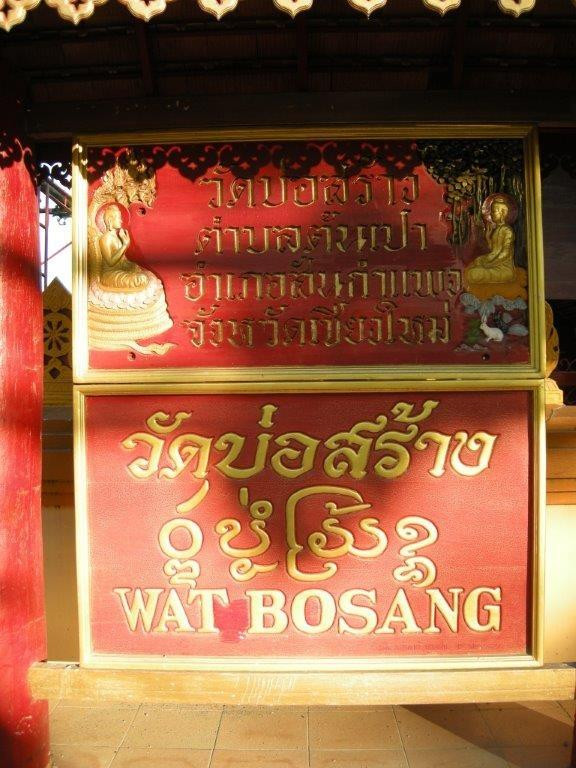 วัดบ่อสร้าง
ตำบลต้นเปา
อำเภอสันกำแพง
จังหวัดเชียงใหม่
วัดบ่อสร้าง
WAT BOSANG